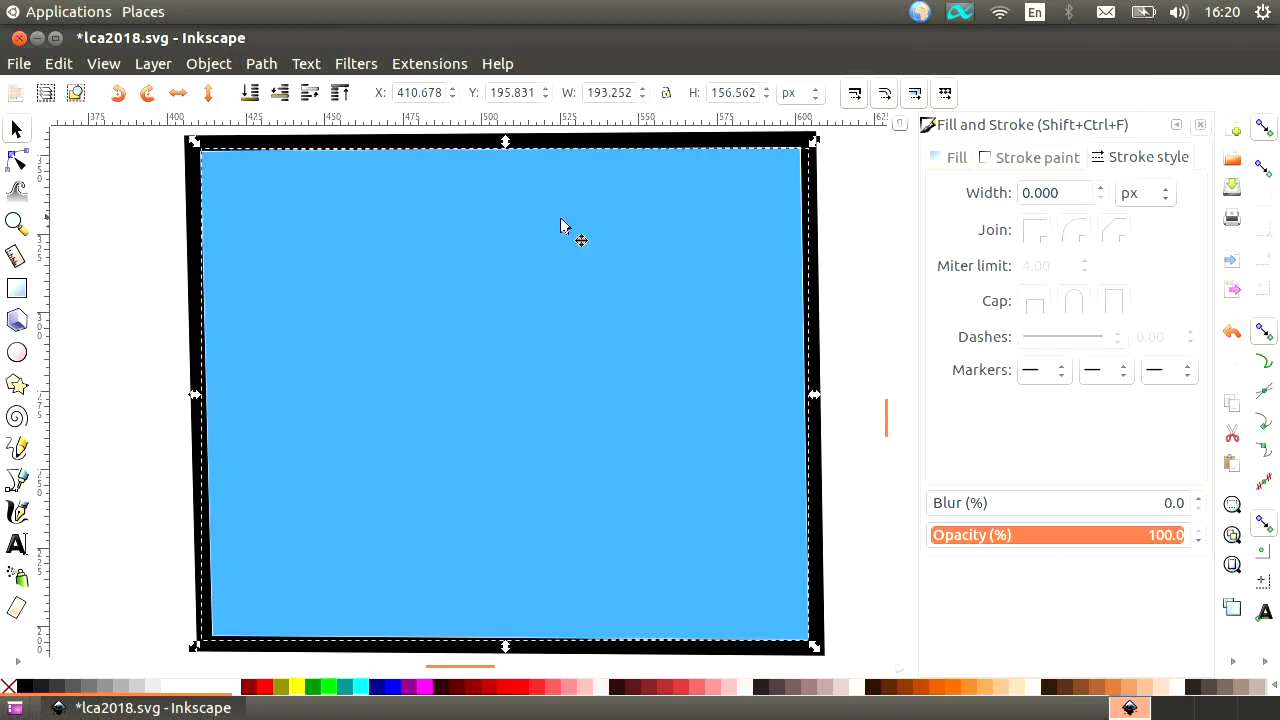 Applications Places En 16:20
*lca2018.svg - Inkscape
File Edit View Layer Object Path Text Filters Extensions Help
X: 410.678 Y: 195.831 W: 193.252 H: 156.562 px
375 400 425 450 475 500 525 550 575 600
Fill and Stroke (Shift+Ctrl+F)
Fill Stroke paint Stroke style
Width: 0.000 px
Join:
Miter limit: 4.00
Cap:
Dashes: 0.00
Markers:
Blur (%) 0.0
Opacity (%) 100.0
*lca2018.svg - Inkscape